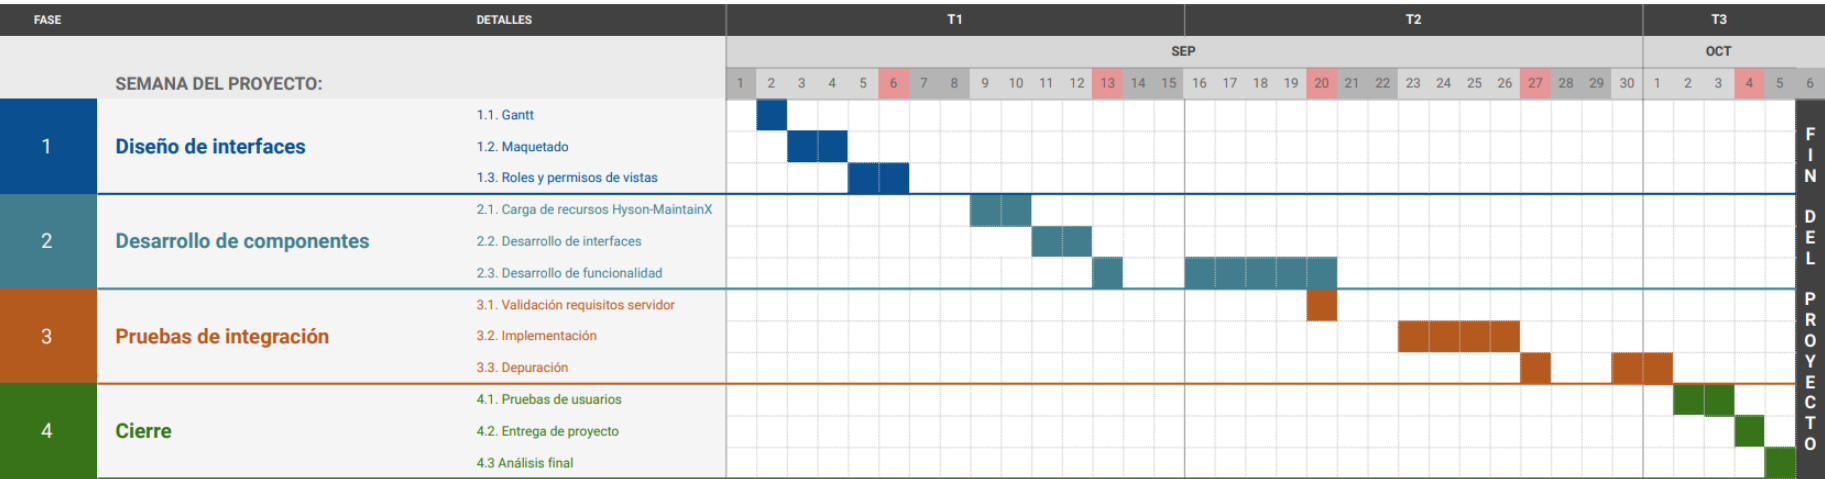 FASE DETALLES T1 T2 T3
SEP OCT
SEMANA DEL PROYECTO: 1 2 3 4 5 6 7 8 9 10 11 12 13 14 15 16 17 18 19 20 21 22 23 24 25 26 27 28 29 30 1 2 3 4 5 6
1.1. Gantt
1 Diseño de interfaces 1.2. Maquetado
1.3. Roles y permisos de vistas
2.1. Carga de recursos Hyson-MaintainX
2 Desarrollo de componentes 2.2. Desarrollo de interfaces
2.3. Desarrollo de funcionalidad
3.1. Validación requisitos servidor
3 Pruebas de integración 3.2. Implementación
3.3. Depuración
4.1. Pruebas de usuarios
4 Cierre 4.2. Entrega de proyecto
4.3 Análisis final
FIN DEL PROYECTO